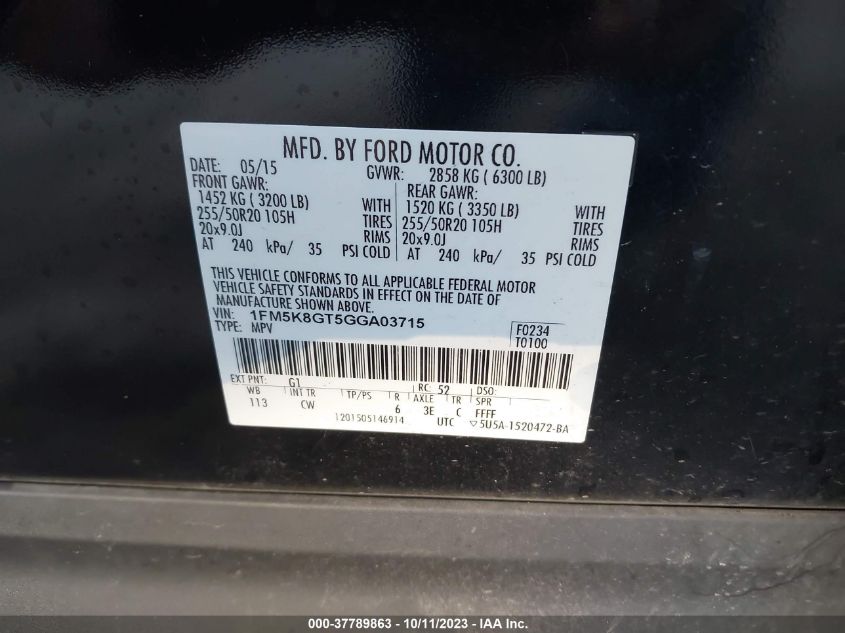 MFD. BY FORD MOTOR CO.
DATE: 05/15 GVWR: 2858 KG ( 6300 LB)
FRONT GAWR: REAR GAWR:
1452 KG ( 3200 LB) WITH 1520 KG ( 3350 LB) WITH
255/50R20 105H TIRES 255/50R20 105H TIRES
20x9.0J RIMS 20x9.0J RIMS
AT 240 kPa/ 35 PSI COLD AT 240 kPa/ 35 PSI COLD
THIS VEHICLE CONFORMS TO ALL APPLICABLE FEDERAL MOTOR
VEHICLE SAFETY STANDARDS IN EFFECT ON THE DATE OF
MANUFACTURE SHOWN ABOVE.
VIN: 1FM5K8GT5GGA03715
TYPE: MPV
F0234
T0100
EXT PNT: G1 RC: 52 DSO:
WB INT TR TP/PS R AXLE TR SPR
113 CW 6 3E C FFFF
1201505146914 UTC ▽5U5A-1520472-BA
000-37789863 - 10/11/2023 - IAA Inc.